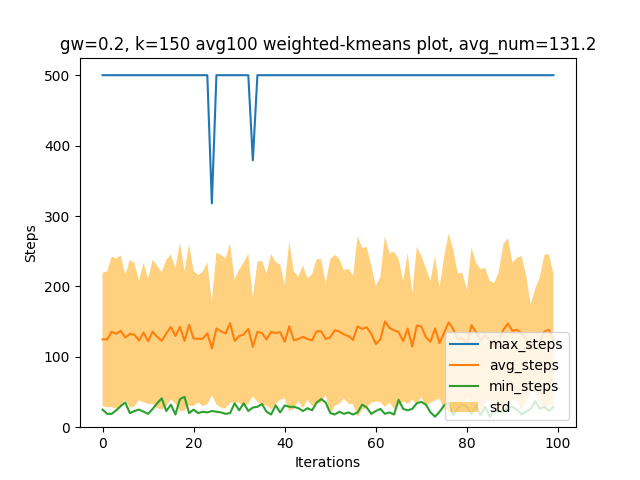 gw=0.2, k=150 avg100 weighted-kmeans plot, avg_num=131.2
500
400
300
200
100
0
Steps
max_steps
avg_steps
min_steps
std
0
20
40
60
80
100
Iterations